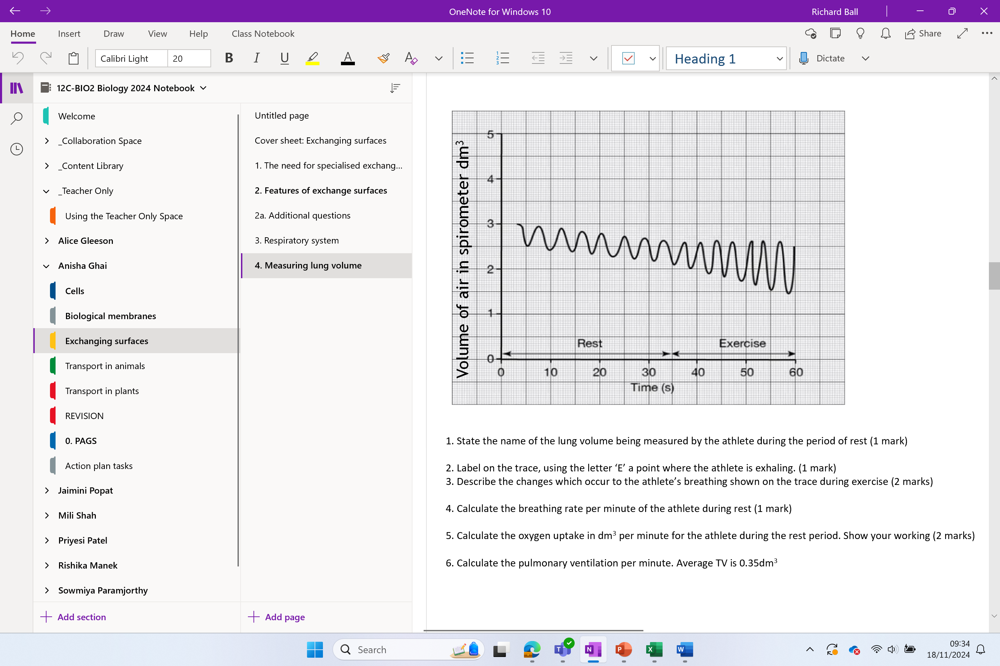 OneNote for Windows 10
Richard Ball
Home Insert Draw View Help Class Notebook
Share
Calibri Light 20
B I U A A
Heading 1
Dictate
12C-BIO2 Biology 2024 Notebook
Welcome
_Collaboration Space
_Content Library
_Teacher Only
Using the Teacher Only Space
Alice Gleeson
Anisha Ghai
Cells
Biological membranes
Exchanging surfaces
Transport in animals
Transport in plants
REVISION
0. PAGS
Action plan tasks
Jaimini Popat
Mili Shah
Priyesi Patel
Rishika Manek
Sowmiya Paramjorthy
Add section
Untitled page
Cover sheet: Exchanging surfaces
1. The need for specialised exchang...
2. Features of exchange surfaces
2a. Additional questions
3. Respiratory system
4. Measuring lung volume
Add page
Volume of air in spirometer dm³
5
4
3
2
1
0
Rest Exercise
0 10 20 30 40 50 60
Time (s)
1. State the name of the lung volume being measured by the athlete during the period of rest (1 mark)
2. Label on the trace, using the letter ‘E’ a point where the athlete is exhaling. (1 mark)
3. Describe the changes which occur to the athlete’s breathing shown on the trace during exercise (2 marks)
4. Calculate the breathing rate per minute of the athlete during rest (1 mark)
5. Calculate the oxygen uptake in dm³ per minute for the athlete during the rest period. Show your working (2 marks)
6. Calculate the pulmonary ventilation per minute. Average TV is 0.35dm³
Search
09:34
18/11/2024